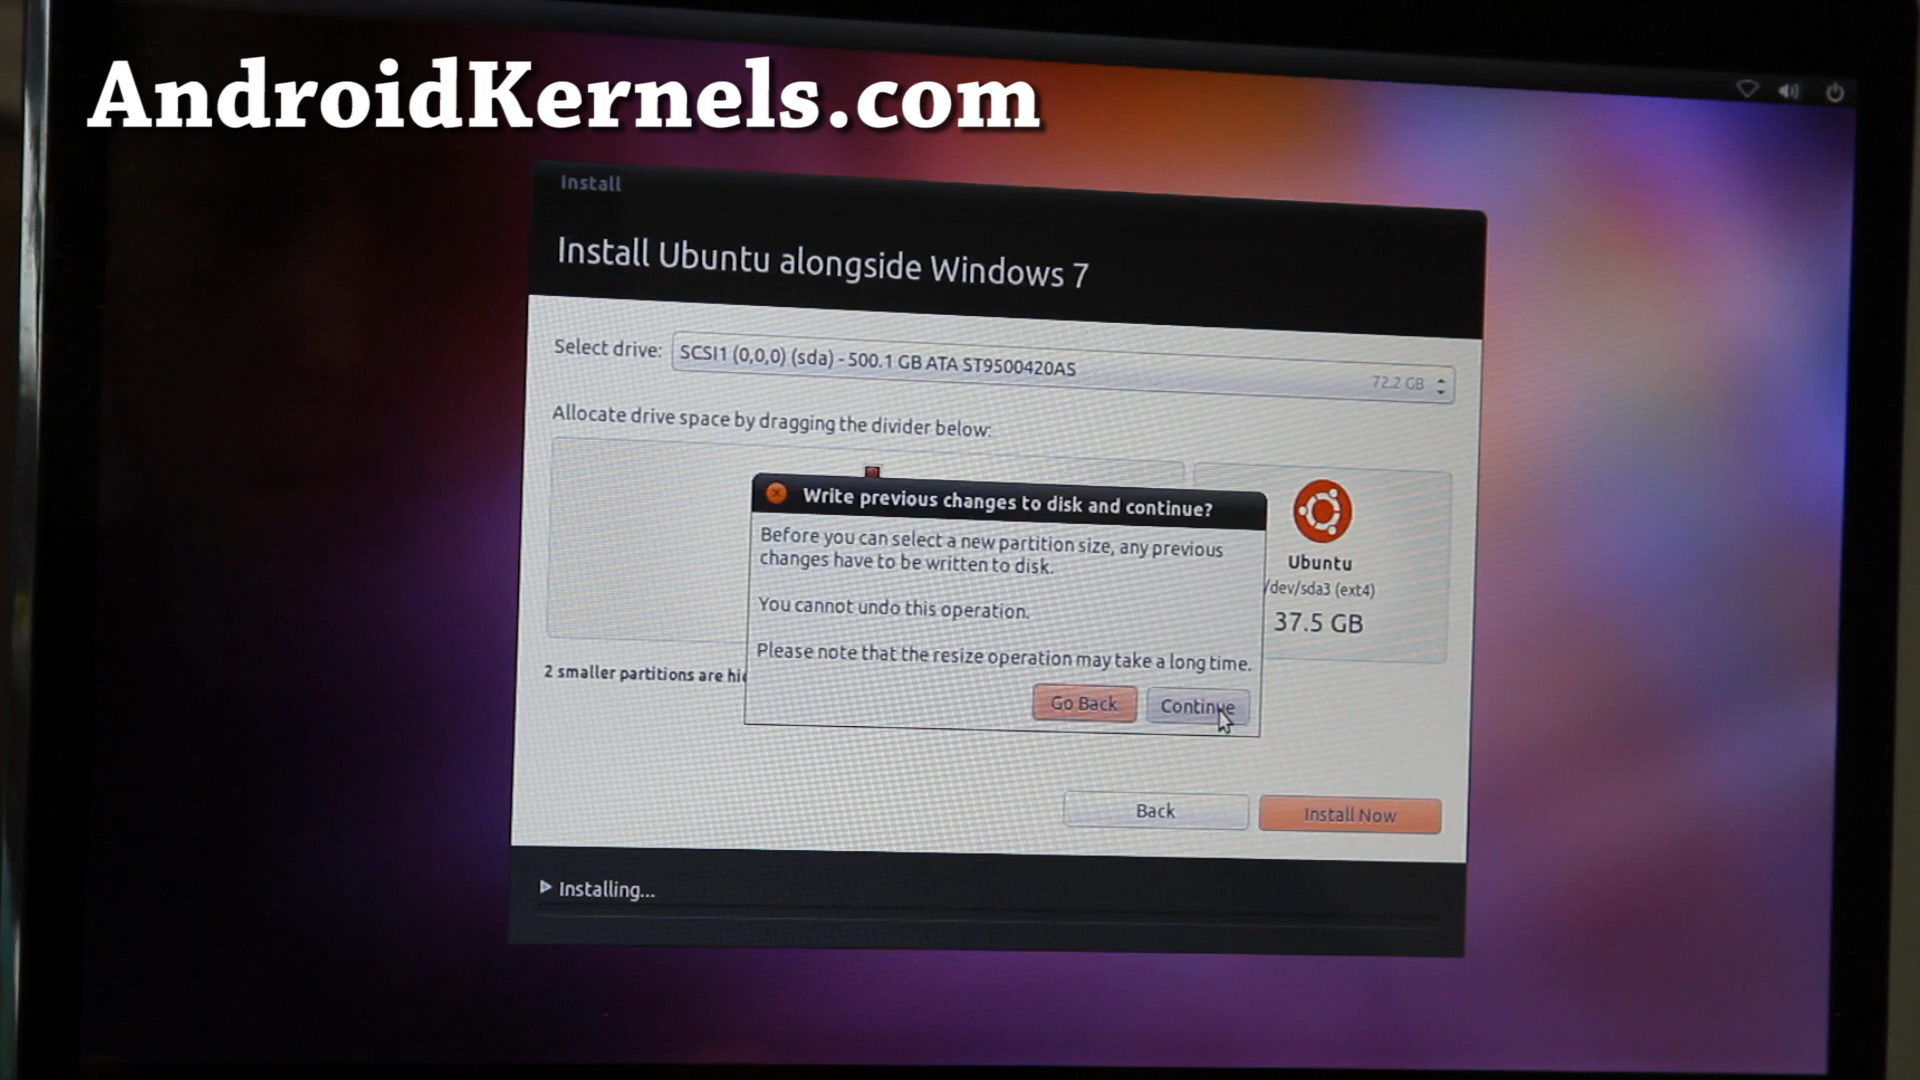 AndroidKernels.com
Install
Install Ubuntu alongside Windows 7
Select drive: SCSI1 (0,0,0) (sda) - 500.1 GB ATA ST9500420AS 72.2 GB
Allocate drive space by dragging the divider below:
Write previous changes to disk and continue?
Before you can select a new partition size, any previous
changes have to be written to disk.
You cannot undo this operation.
Please note that the resize operation may take a long time.
Go Back Continue
Ubuntu
/dev/sda3 (ext4)
37.5 GB
2 smaller partitions are
Back Install Now
Installing...